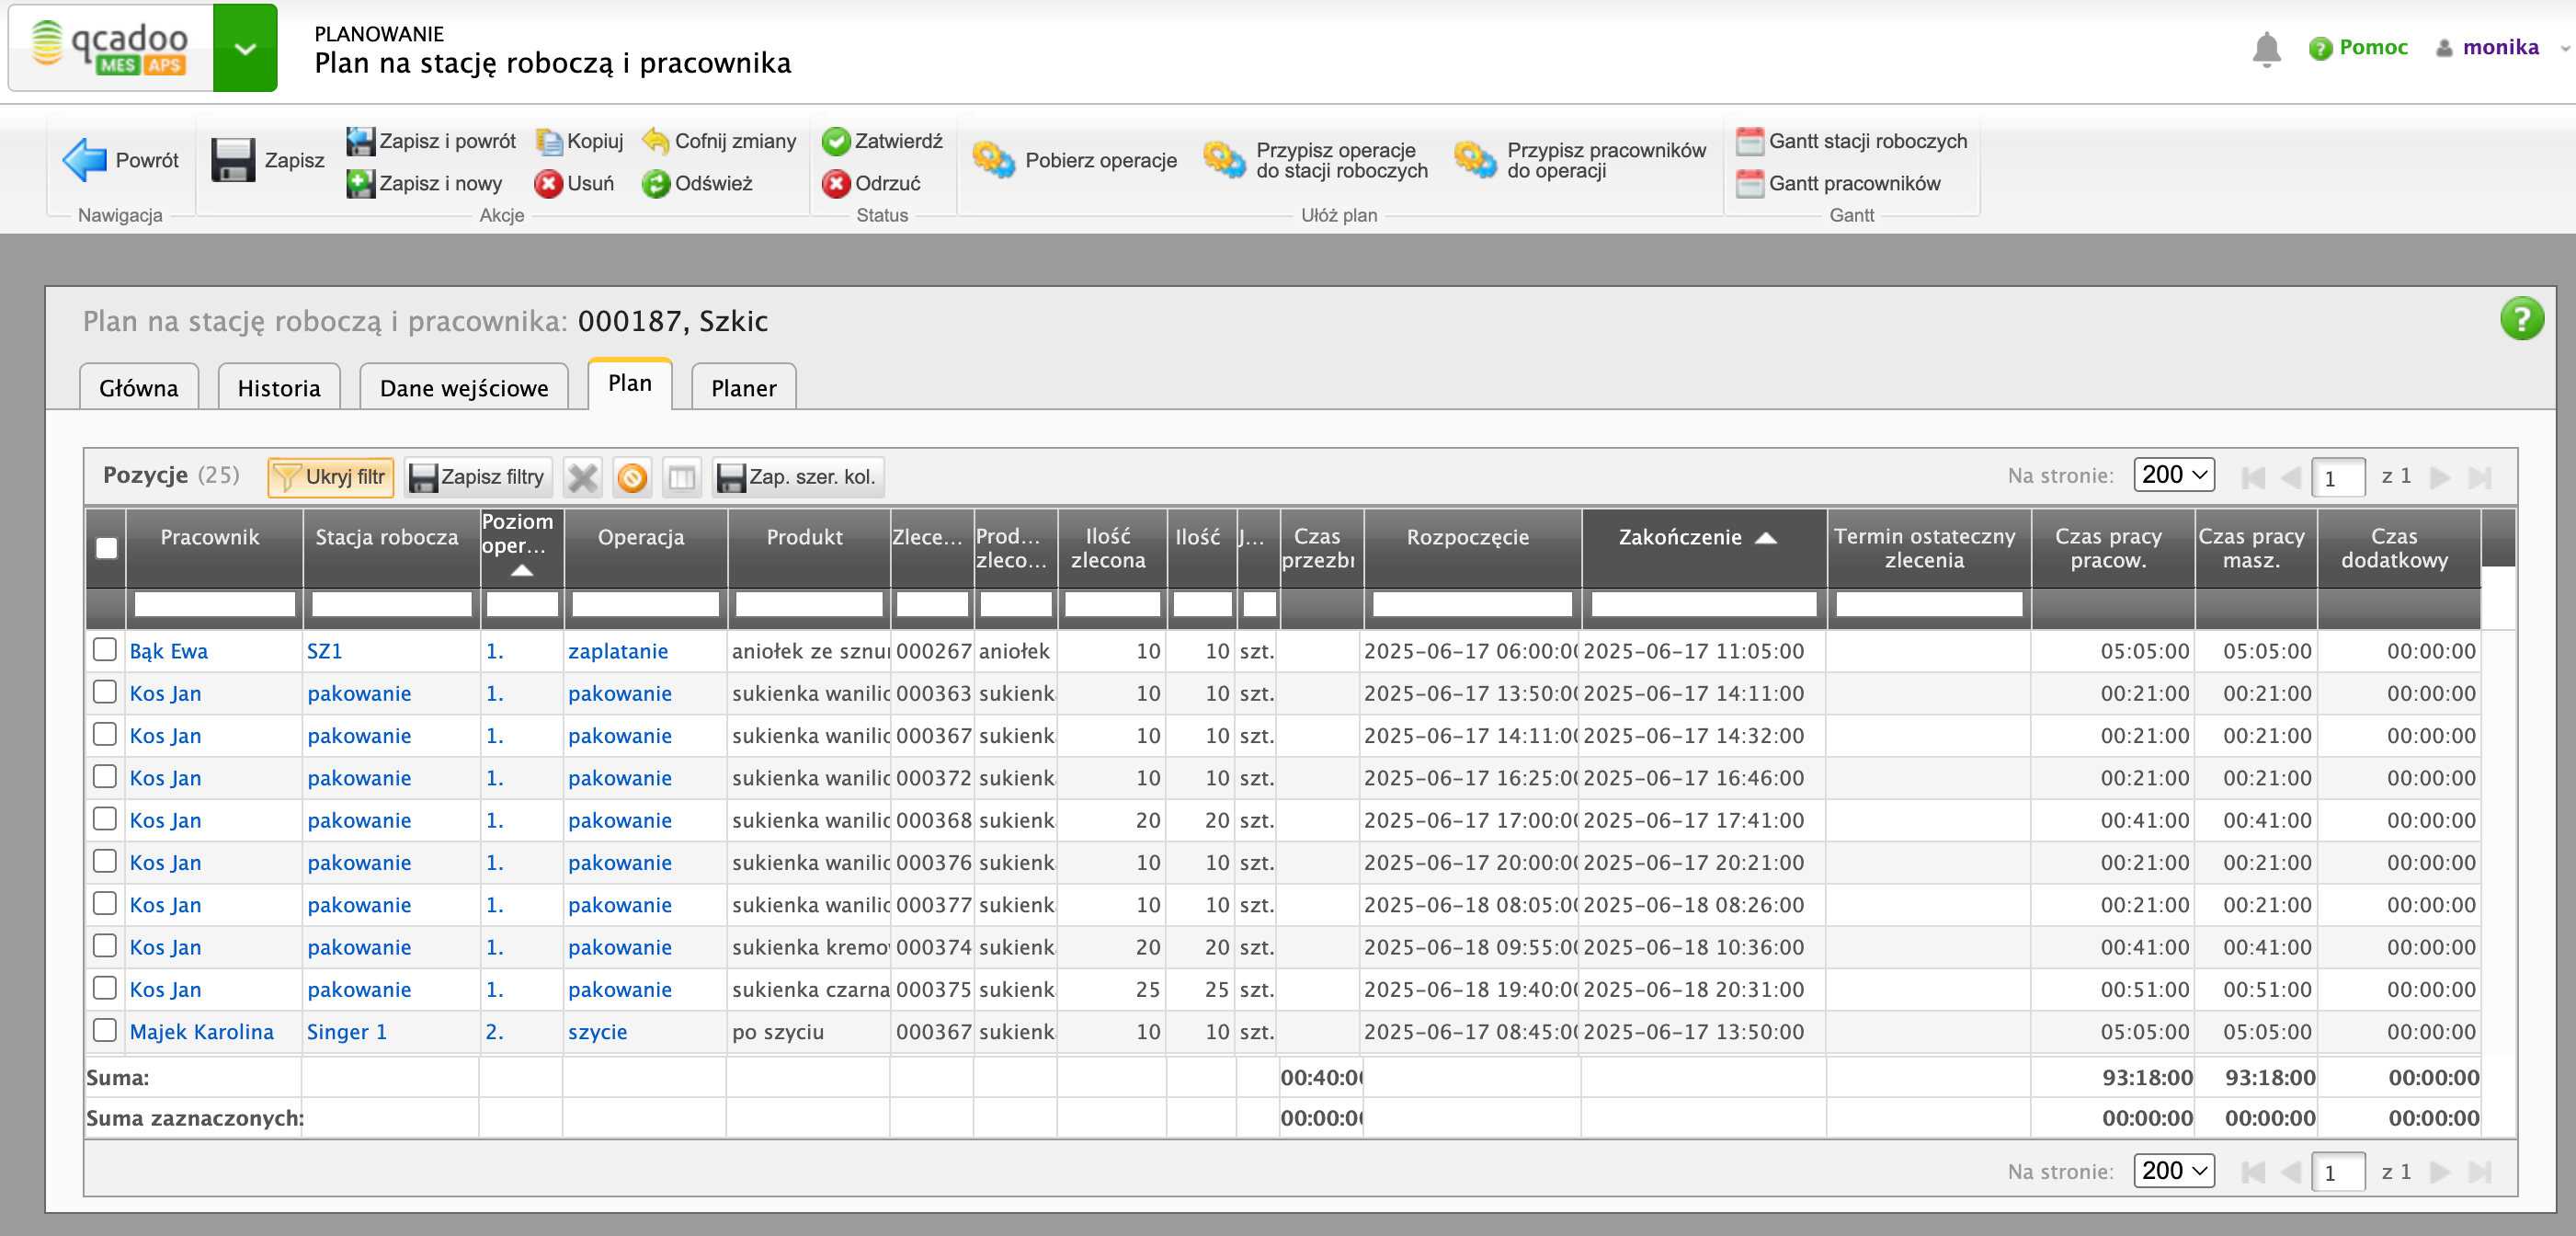 qcadoo
MES APS
PLANOWANIE
Plan na stację roboczą i pracownika
Pomoc
monika
Powrót
Nawigacja
Zapisz
Zapisz i powrót
Kopiuj
Cofnij zmiany
Zapisz i nowy
Usuń
Odśwież
Akcje
Zatwierdź
Odrzuć
Status
Pobierz operacje
Przypisz operacje
do stacji roboczych
Przypisz pracowników
do operacji
Ułóż plan
Gantt stacji roboczych
Gantt pracowników
Gantt
Plan na stację roboczą i pracownika: 000187, Szkic
?
Główna Historia Dane wejściowe Plan Planer
Pozycje (25) Ukryj filtr Zapisz filtry Zap. szer. kol. Na stronie: 200 1 z 1
Pracownik Stacja robocza Poziom oper... Operacja Produkt Zlece... Prod... zleco... Ilość zlecona Ilość J... Czas przezbr Rozpoczęcie Zakończenie Termin ostateczny zlecenia Czas pracy pracow. Czas pracy masz. Czas dodatkowy
Bąk Ewa SZ1 1. zaplatanie aniołek ze sznur 000267 aniołek 10 10 szt. 2025-06-17 06:00:00 2025-06-17 11:05:00 05:05:00 05:05:00 00:00:00
Kos Jan pakowanie 1. pakowanie sukienka wanilio 000363 sukienk 10 10 szt. 2025-06-17 13:50:00 2025-06-17 14:11:00 00:21:00 00:21:00 00:00:00
Kos Jan pakowanie 1. pakowanie sukienka wanilio 000367 sukienk 10 10 szt. 2025-06-17 14:11:00 2025-06-17 14:32:00 00:21:00 00:21:00 00:00:00
Kos Jan pakowanie 1. pakowanie sukienka wanilio 000372 sukienk 10 10 szt. 2025-06-17 16:25:00 2025-06-17 16:46:00 00:21:00 00:21:00 00:00:00
Kos Jan pakowanie 1. pakowanie sukienka wanilio 000368 sukienk 20 20 szt. 2025-06-17 17:00:00 2025-06-17 17:41:00 00:41:00 00:41:00 00:00:00
Kos Jan pakowanie 1. pakowanie sukienka wanilio 000376 sukienk 10 10 szt. 2025-06-17 20:00:00 2025-06-17 20:21:00 00:21:00 00:21:00 00:00:00
Kos Jan pakowanie 1. pakowanie sukienka wanilio 000377 sukienk 10 10 szt. 2025-06-18 08:05:00 2025-06-18 08:26:00 00:21:00 00:21:00 00:00:00
Kos Jan pakowanie 1. pakowanie sukienka kremov 000374 sukienk 20 20 szt. 2025-06-18 09:55:00 2025-06-18 10:36:00 00:41:00 00:41:00 00:00:00
Kos Jan pakowanie 1. pakowanie sukienka czarna 000375 sukienk 25 25 szt. 2025-06-18 19:40:00 2025-06-18 20:31:00 00:51:00 00:51:00 00:00:00
Majek Karolina Singer 1 2. szycie po szyciu 000367 sukienk 10 10 szt. 2025-06-17 08:45:00 2025-06-17 13:50:00 05:05:00 05:05:00 00:00:00
Suma: 00:40:00 93:18:00 93:18:00 00:00:00
Suma zaznaczonych: 00:00:00 00:00:00 00:00:00 00:00:00
Na stronie: 200 1 z 1